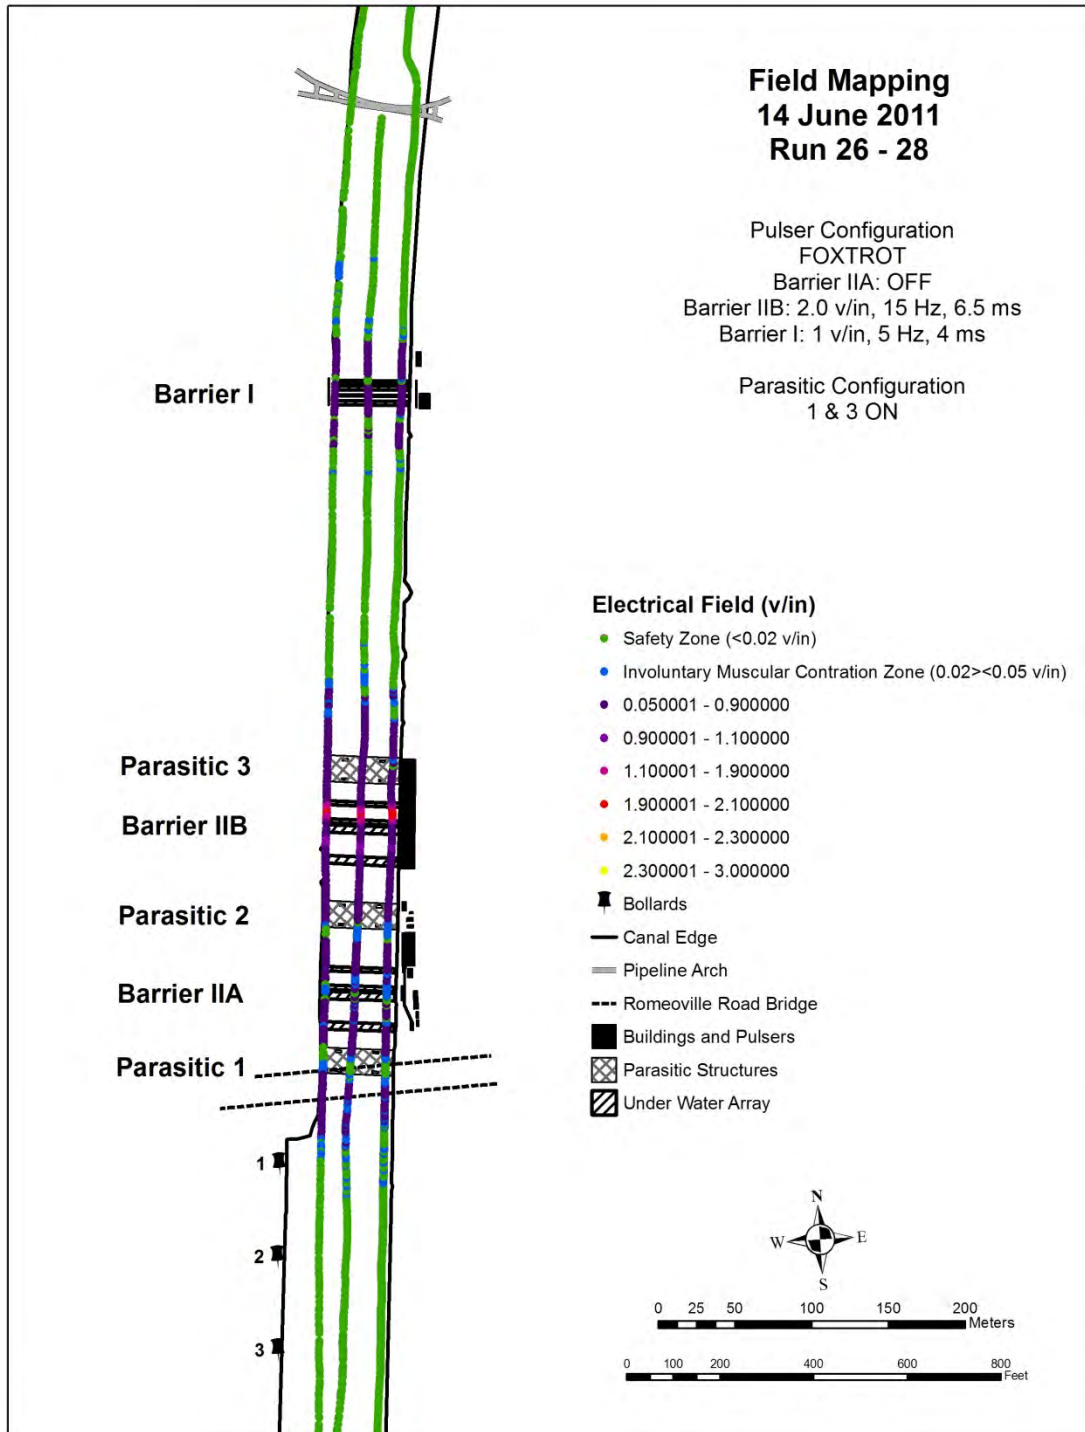 Field Mapping
14 June 2011
Run 26 - 28
Pulser Configuration
FOXTROT
Barrier IIA: OFF
Barrier IIB: 2.0 v/in, 15 Hz, 6.5 ms
Barrier I: 1 v/in, 5 Hz, 4 ms
Parasitic Configuration
1 & 3 ON
Barrier I
Parasitic 3
Barrier IIB
Parasitic 2
Barrier IIA
Parasitic 1
1
2
3
Electrical Field (v/in)
Safety Zone (<0.02 v/in)
Involuntary Muscular Contration Zone (0.02><0.05 v/in)
0.050001 - 0.900000
0.900001 - 1.100000
1.100001 - 1.900000
1.900001 - 2.100000
2.100001 - 2.300000
2.300001 - 3.000000
Bollards
Canal Edge
Pipeline Arch
Romeoville Road Bridge
Buildings and Pulsers
Parasitic Structures
Under Water Array
N
W E
S
0 25 50 100 150 200
Meters
0 100 200 400 600 800
Feet